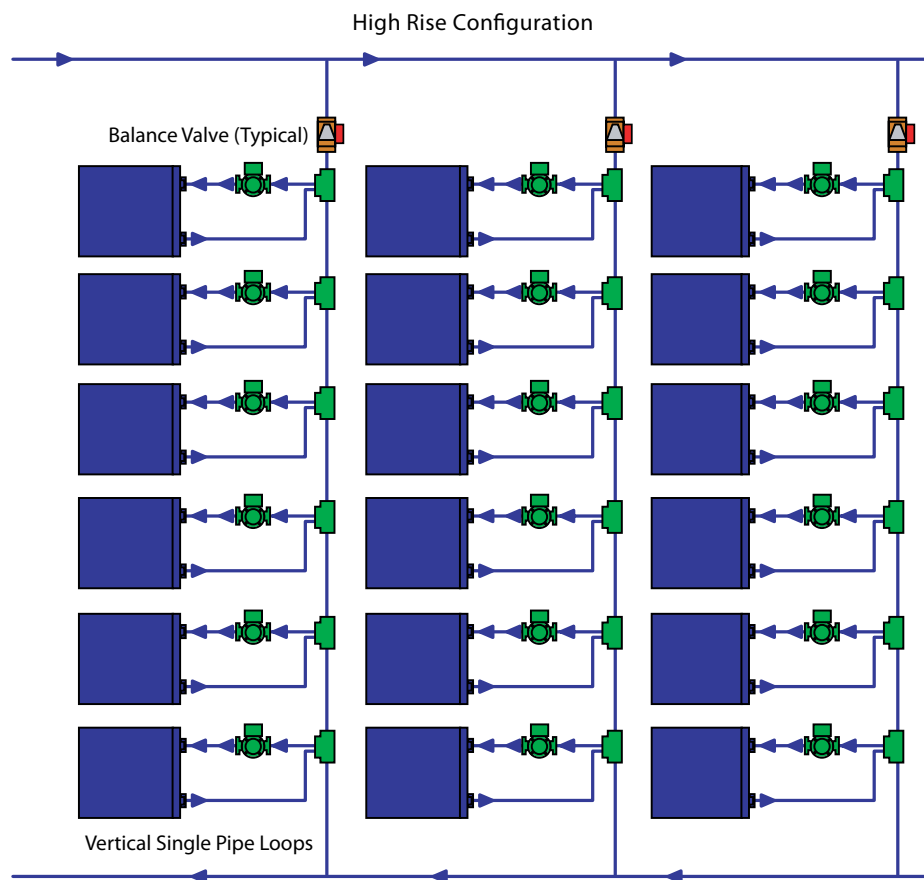 High Rise Configuration
Balance Valve (Typical)
Vertical Single Pipe Loops